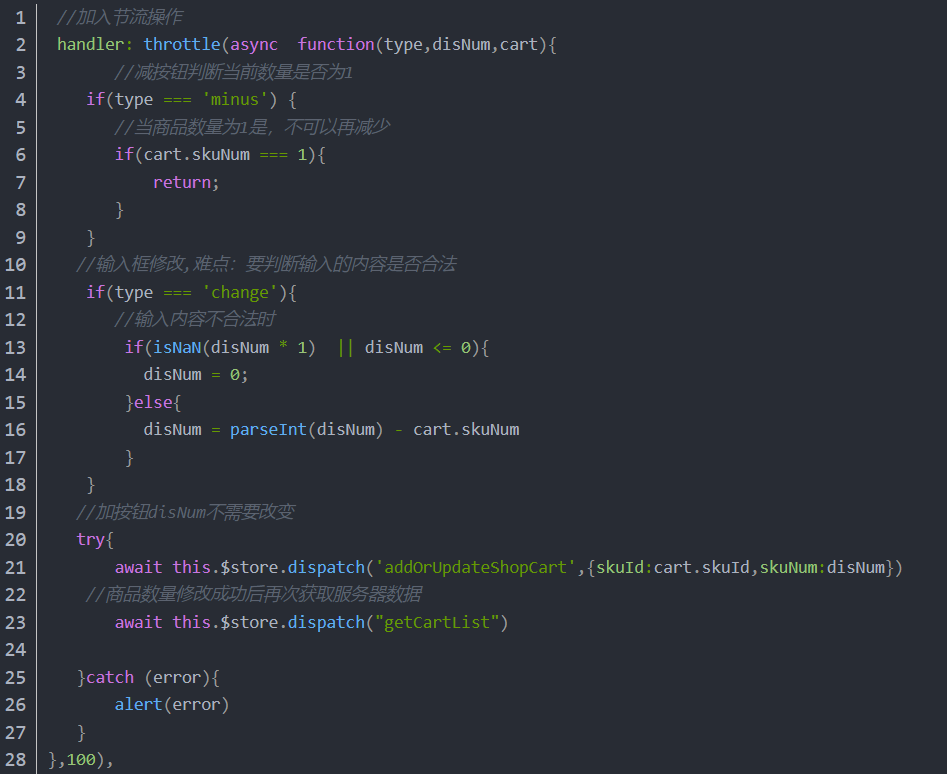 1 //加入节流操作
2 handler: throttle(async  function(type,disNum,cart){
3 //减按钮判断当前数量是否为1
4 if(type === 'minus') {
5 //当商品数量为1是，不可以再减少
6 if(cart.skuNum === 1){
7 return;
8 }
9 }
10 //输入框修改,难点：要判断输入的内容是否合法
11 if(type === 'change'){
12 //输入内容不合法时
13 if(isNaN(disNum * 1)  || disNum <= 0){
14 disNum = 0;
15 }else{
16 disNum = parseInt(disNum) - cart.skuNum
17 }
18 }
19 //加按钮disNum不需要改变
20 try{
21 await this.$store.dispatch('addOrUpdateShopCart',{skuId:cart.skuId,skuNum:disNum})
22 //商品数量修改成功后再次获取服务器数据
23 await this.$store.dispatch("getCartList")
24
25 }catch (error){
26 alert(error)
27 }
28 },100),